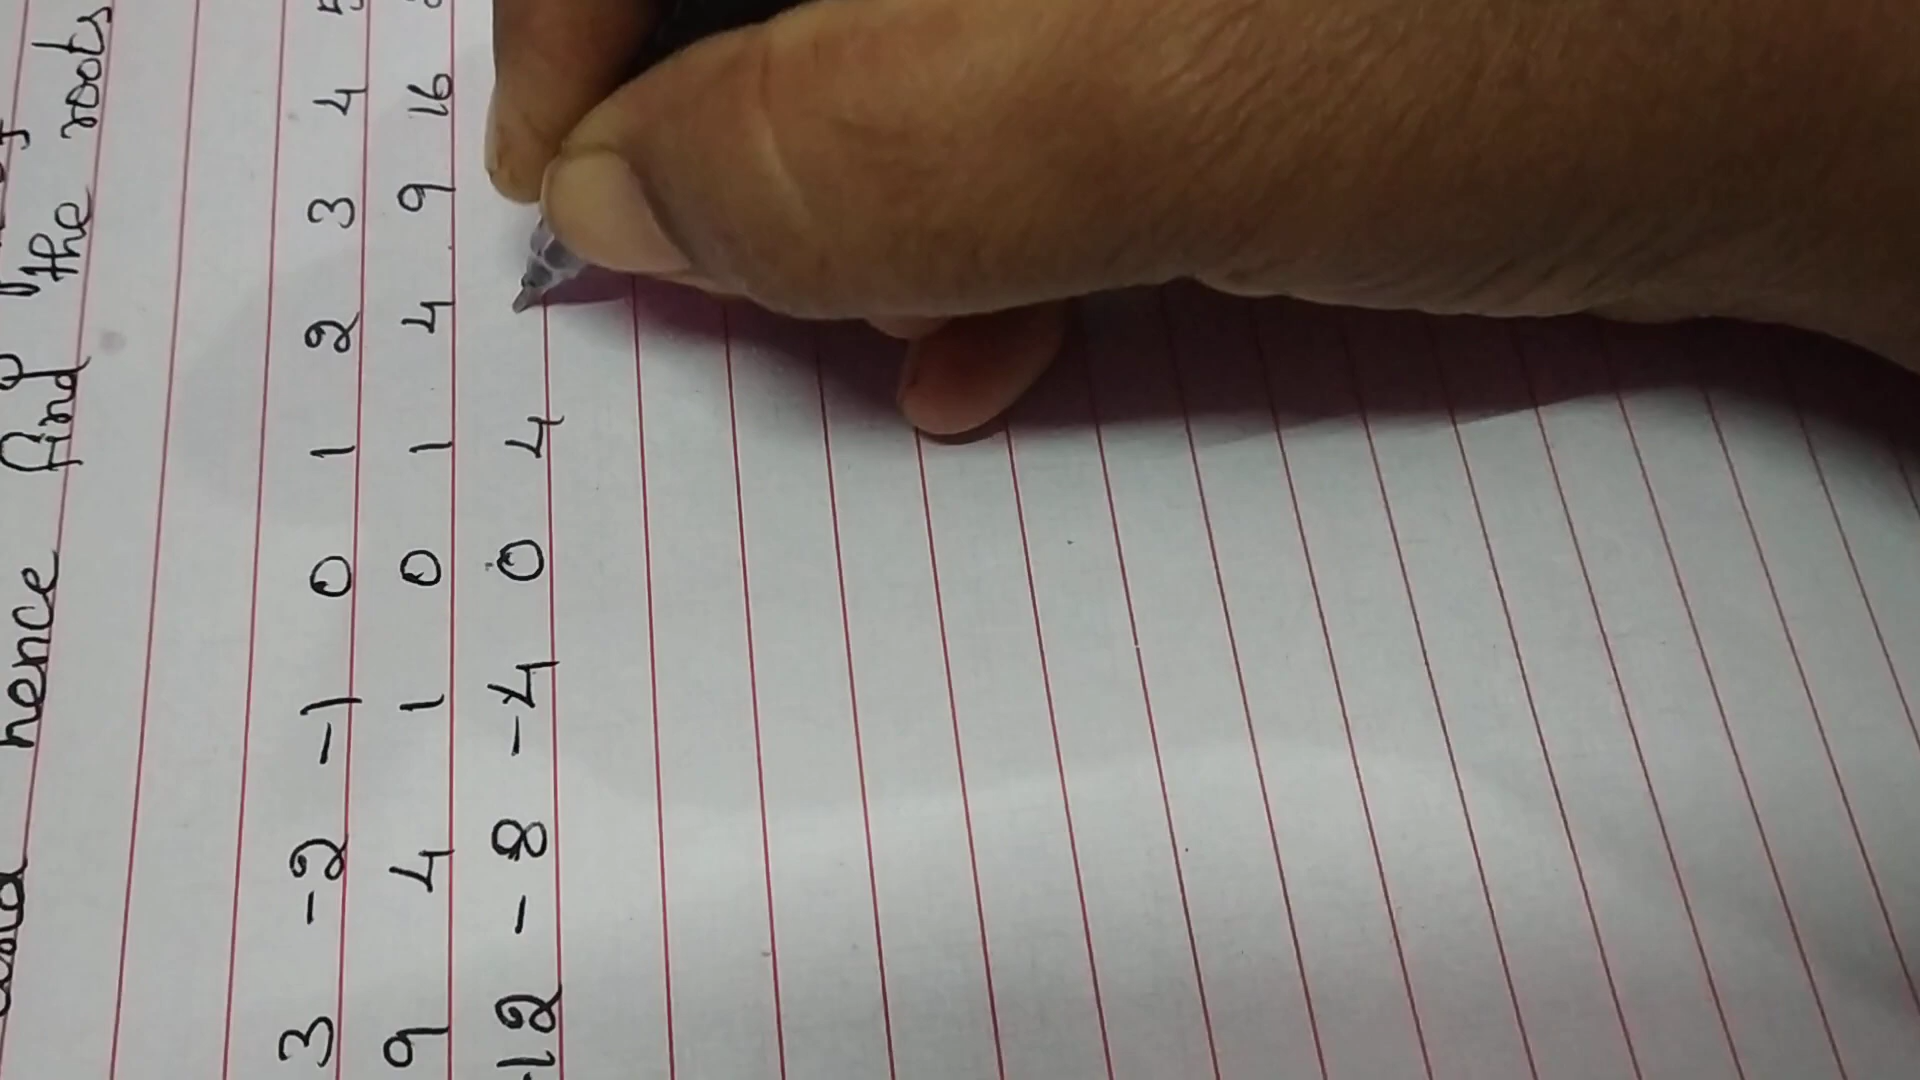 hence find the roots
3 -2 -1 0 1 2 3 4 5
9 4 1 0 1 4 9 16
-12 -8 -4 0 4